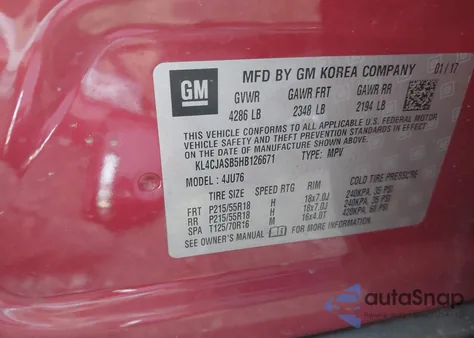 GM
MFD BY GM KOREA COMPANY 01/17
GVWR GAWR FRT GAWR RR
4286 LB 2348 LB 2194 LB
THIS VEHICLE CONFORMS TO ALL APPLICABLE U.S. FEDERAL MOTOR
VEHICLE SAFETY AND THEFT PREVENTION STANDARDS IN EFFECT
ON THE DATE OF MANUFACTURE SHOWN ABOVE.
KL4CJASB5HB126671 TYPE: MPV
MODEL: 4JU76
TIRE SIZE SPEED RTG RIM COLD TIRE PRESSURE
FRT P215/55R18 H 18x7.0J 240KPA, 35 PSI
RR P215/55R18 H 18x7.0J 240KPA, 35 PSI
SPA T125/70R16 M 16x4.0T 420KPA, 60 PSI
SEE OWNER'S MANUAL FOR MORE INFORMATION
autoSnap